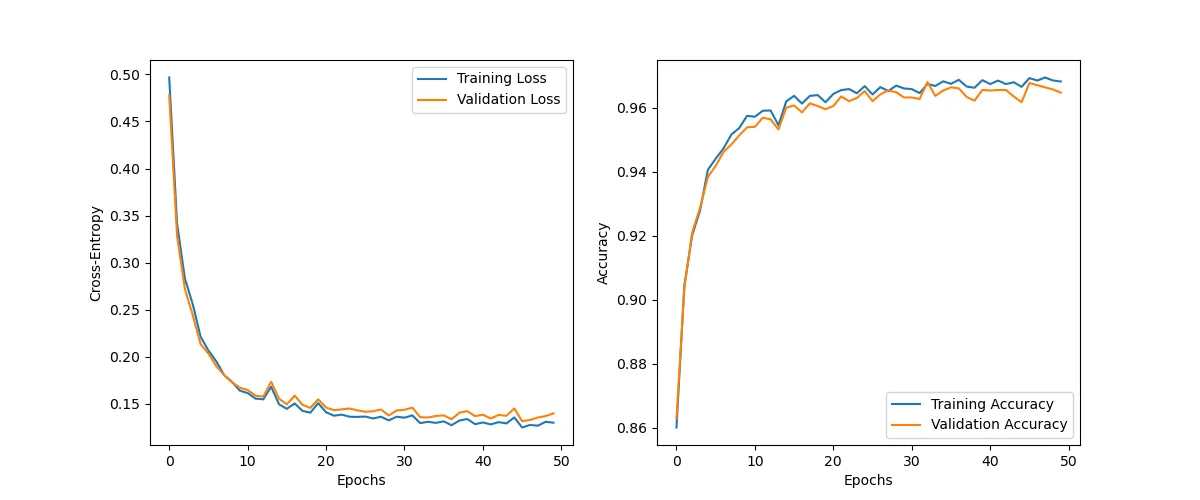 0.50
0.45
0.40
0.35
0.30
0.25
0.20
0.15
Cross-Entropy
0 10 20 30 40 50
Epochs
Training Loss
Validation Loss
0.96
0.94
0.92
0.90
0.88
0.86
Accuracy
0 10 20 30 40 50
Epochs
Training Accuracy
Validation Accuracy